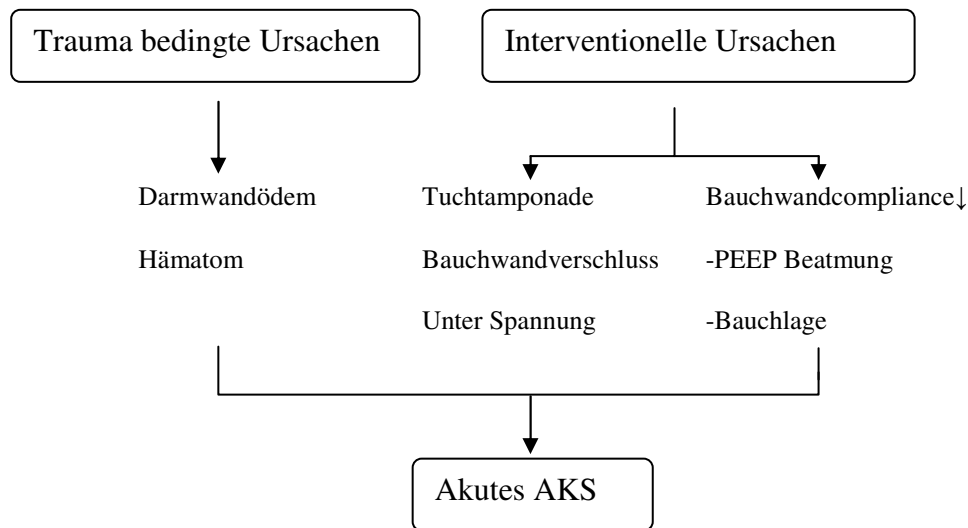 Trauma bedingte Ursachen
Interventionelle Ursachen
Darmwandödem
Hämatom
Tuchtamponade
Bauchwandverschluss
Unter Spannung
Bauchwandcompliance↓
-PEEP Beatmung
-Bauchlage
Akutes AKS